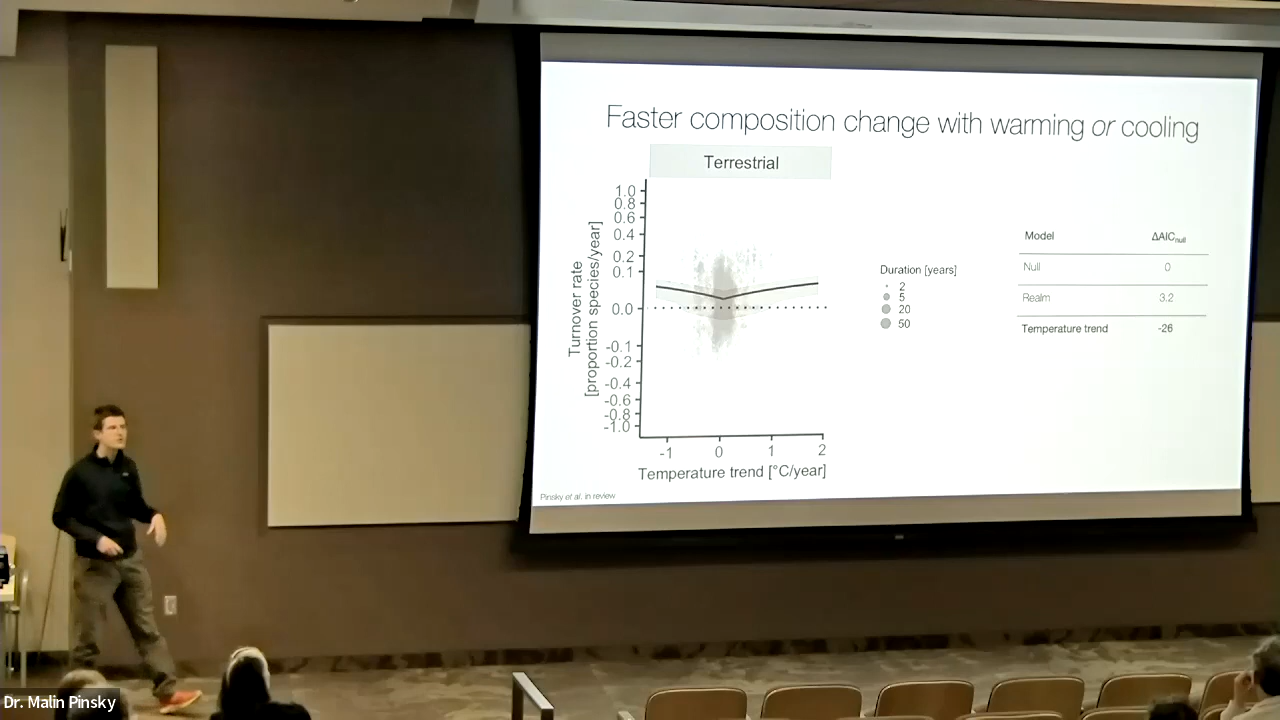 Faster composition change with warming or cooling
Terrestrial
1.0
0.8
0.6
0.4
0.2
0.1
0.0
-0.1
-0.2
-0.4
-0.6
-0.8
-1.0
Turnover rate
[proportion species/year]
-1 0 1 2
Temperature trend [°C/year]
Duration [years]
2
5
20
50
Model ΔAICnull
Null 0
Realm 3.2
Temperature trend -26
Pinsky et al. in review
Dr. Malin Pinsky